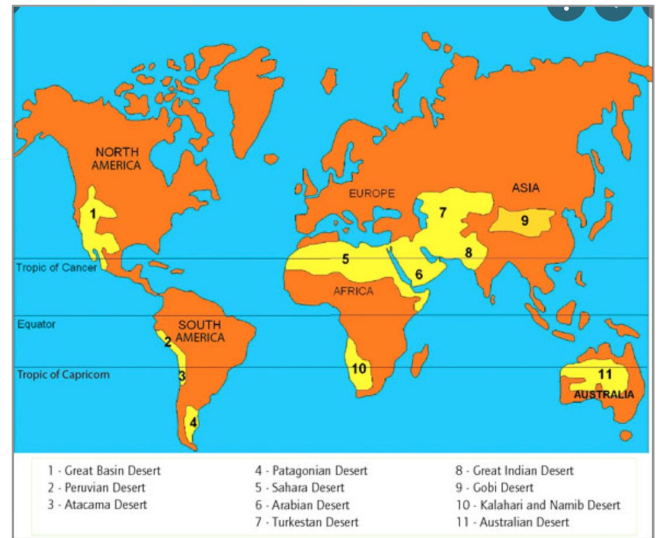 NORTH
AMERICA
EUROPE
ASIA
1
7
9
8
Tropic of Cancer
5
6
AFRICA
Equator
SOUTH
AMERICA
2
Tropic of Capricorn
3
10
11
AUSTRALIA
4
1 - Great Basin Desert
2 - Peruvian Desert
3 - Atacama Desert
4 - Patagonian Desert
5 - Sahara Desert
6 - Arabian Desert
7 - Turkestan Desert
8 - Great Indian Desert
9 - Gobi Desert
10 - Kalahari and Namib Desert
11 - Australian Desert